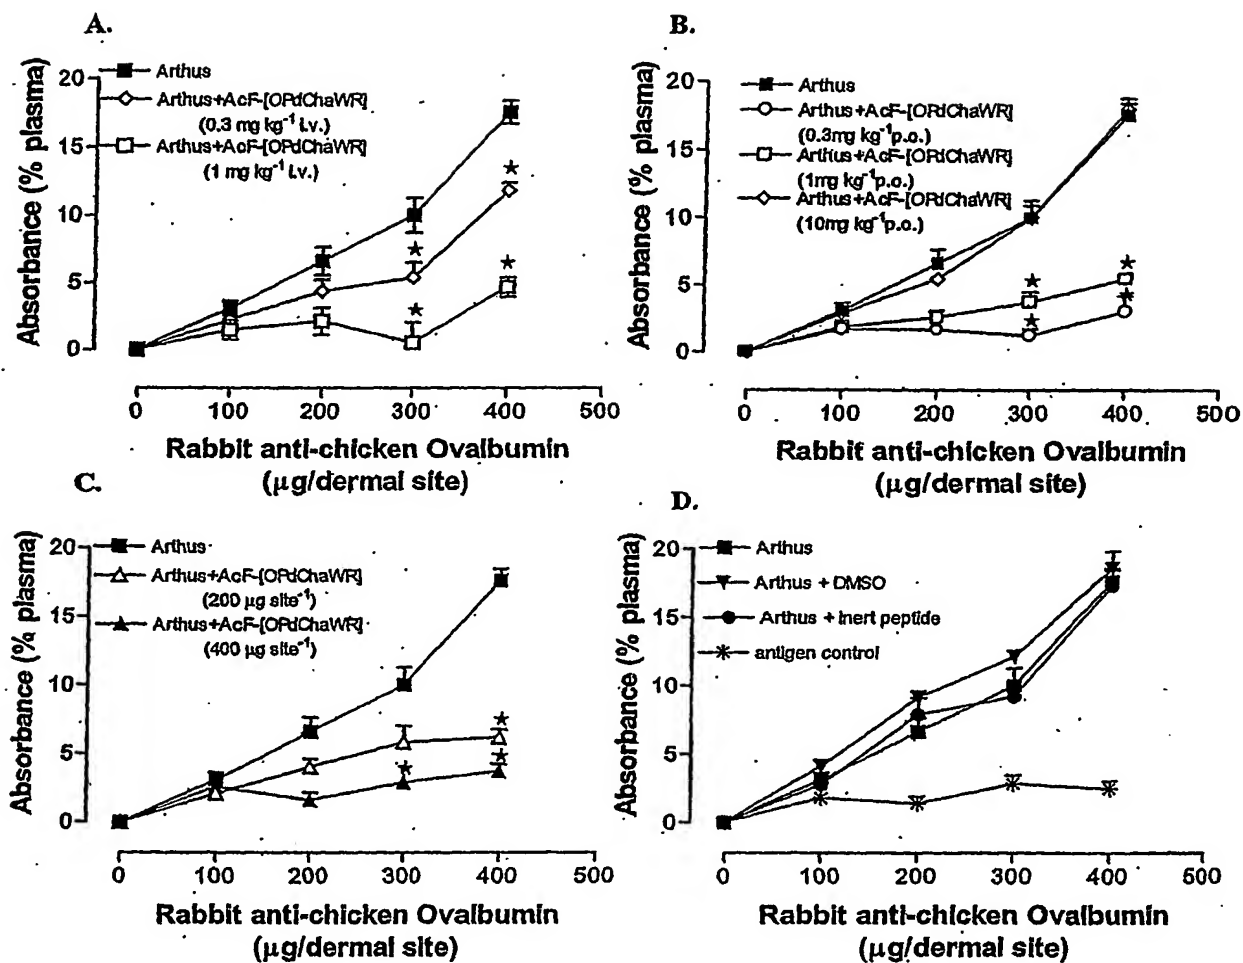 A.
Absorbance (% plasma)
20
15
10
5
0
Arthus
Arthus+AcF-[OPdChaWR]
(0.3 mg kg-1 i.v.)
Arthus+AcF-[OPdChaWR]
(1 mg kg-1 i.v.)
0 100 200 300 400 500
Rabbit anti-chicken Ovalbumin
(μg/dermal site)
B.
Absorbance (% plasma)
20
15
10
5
0
Arthus
Arthus+AcF-[OPdChaWR]
(0.3mg kg-1p.o.)
Arthus+AcF-[OPdChaWR]
(1mg kg-1p.o.)
Arthus+AcF-[OPdChaWR]
(10mg kg-1p.o.)
0 100 200 300 400 500
Rabbit anti-chicken Ovalbumin
(μg/dermal site)
C.
Absorbance (% plasma)
20
15
10
5
0
Arthus
Arthus+AcF-[OPdChaWR]
(200 μg site-1)
Arthus+AcF-[OPdChaWR]
(400 μg site-1)
0 100 200 300 400 500
Rabbit anti-chicken Ovalbumin
(μg/dermal site)
D.
Absorbance (% plasma)
20
15
10
5
0
Arthus
Arthus + DMSO
Arthus + Inert peptide
antigen control
0 100 200 300 400 500
Rabbit anti-chicken Ovalbumin
(μg/dermal site)